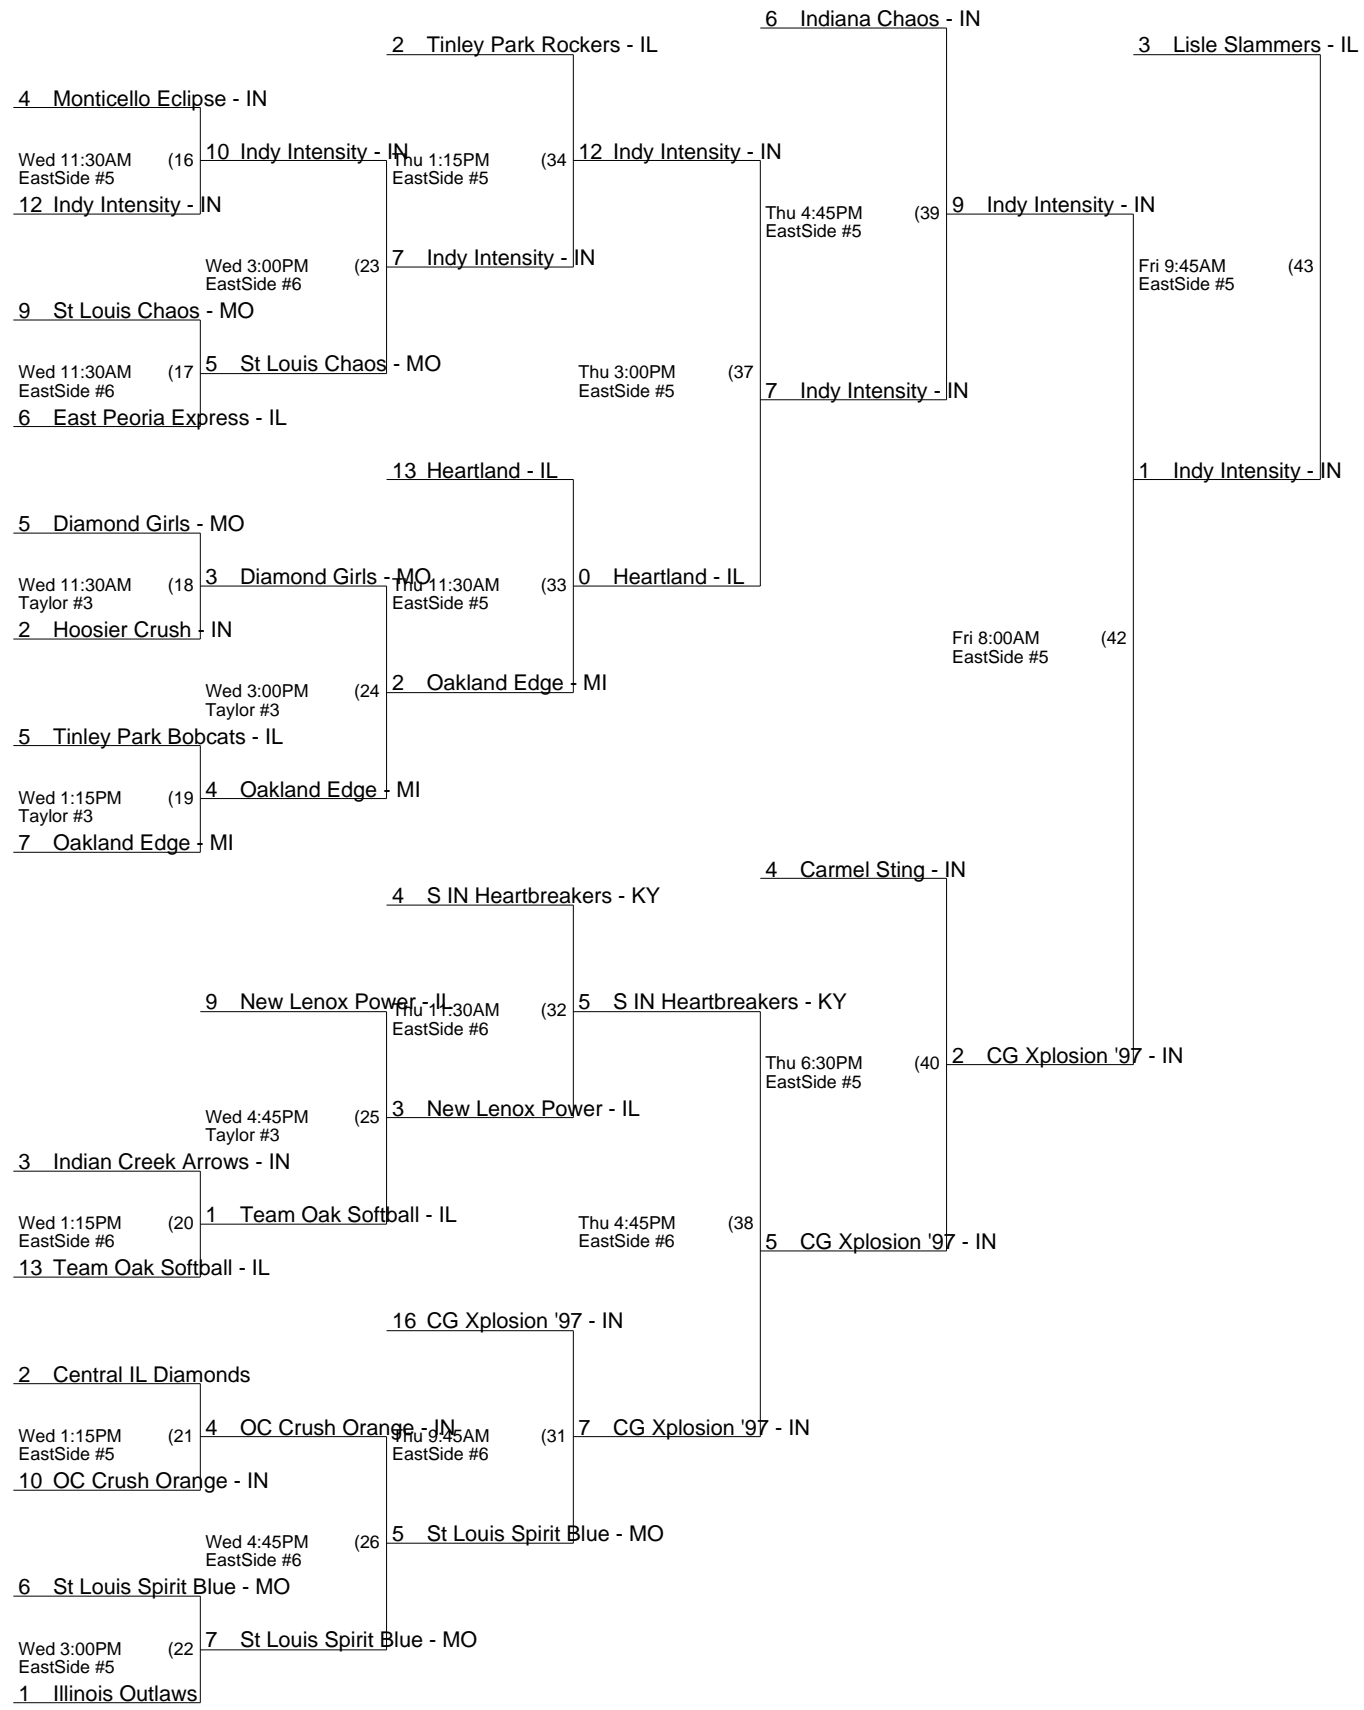 6 Indiana Chaos - IN
2 Tinley Park Rockers - IL
3 Lisle Slammers - IL
4 Monticello Eclipse - IN
10 Indy Intensity - IN
Wed 11:30AM (16
EastSide #5
Thu 1:15PM (34
EastSide #5
12 Indy Intensity - IN
12 Indy Intensity - IN
Thu 4:45PM (39
EastSide #5
9 Indy Intensity - IN
Wed 3:00PM (23
EastSide #6
7 Indy Intensity - IN
Fri 9:45AM (43
EastSide #5
9 St Louis Chaos - MO
Wed 11:30AM (17
EastSide #6
5 St Louis Chaos - MO
Thu 3:00PM (37
EastSide #5
7 Indy Intensity - IN
6 East Peoria Express - IL
13 Heartland - IL
1 Indy Intensity - IN
5 Diamond Girls - MO
Wed 11:30AM (18
Taylor #3
3 Diamond Girls - MO
Thu 11:30AM (33
EastSide #5
0 Heartland - IL
2 Hoosier Crush - IN
Fri 8:00AM (42
EastSide #5
Wed 3:00PM (24
Taylor #3
2 Oakland Edge - MI
5 Tinley Park Bobcats - IL
Wed 1:15PM (19
Taylor #3
4 Oakland Edge - MI
7 Oakland Edge - MI
4 Carmel Sting - IN
4 S IN Heartbreakers - KY
9 New Lenox Power - IL
Thu 11:30AM (32
EastSide #6
5 S IN Heartbreakers - KY
Thu 6:30PM (40
EastSide #5
2 CG Xplosion '97 - IN
Wed 4:45PM (25
Taylor #3
3 New Lenox Power - IL
3 Indian Creek Arrows - IN
Wed 1:15PM (20
EastSide #6
1 Team Oak Softball - IL
Thu 4:45PM (38
EastSide #6
5 CG Xplosion '97 - IN
13 Team Oak Softball - IL
16 CG Xplosion '97 - IN
2 Central IL Diamonds
Wed 1:15PM (21
EastSide #5
4 OC Crush Orange - IN
Thu 9:45AM (31
EastSide #6
7 CG Xplosion '97 - IN
10 OC Crush Orange - IN
Wed 4:45PM (26
EastSide #6
5 St Louis Spirit Blue - MO
6 St Louis Spirit Blue - MO
Wed 3:00PM (22
EastSide #5
7 St Louis Spirit Blue - MO
1 Illinois Outlaws